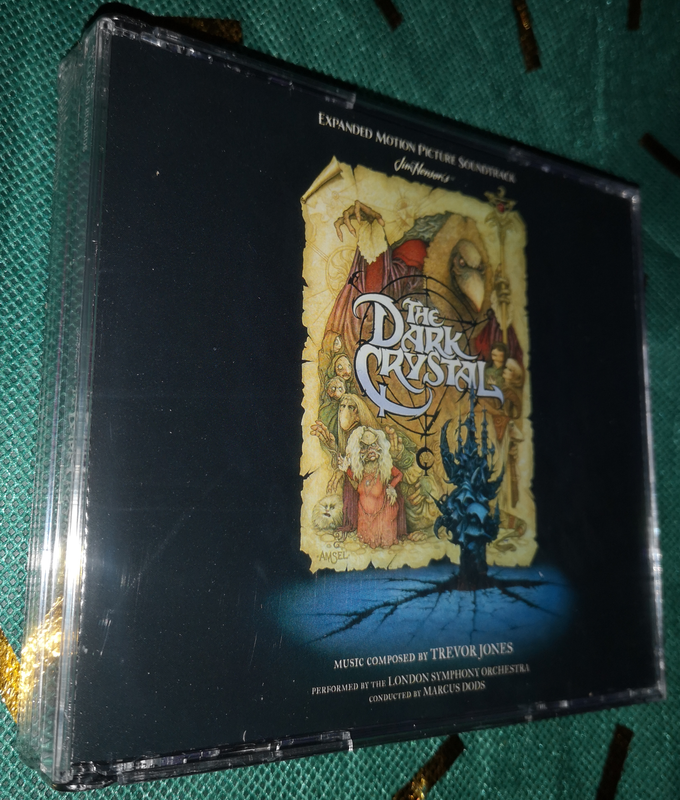 EXPANDED MOTION PICTURE SOUNDTRACK
Jim Henson's
THE
DARK
CRYSTAL
AMSEL
MUSIC COMPOSED BY TREVOR JONES
PERFORMED BY THE LONDON SYMPHONY ORCHESTRA
CONDUCTED BY MARCUS DODS